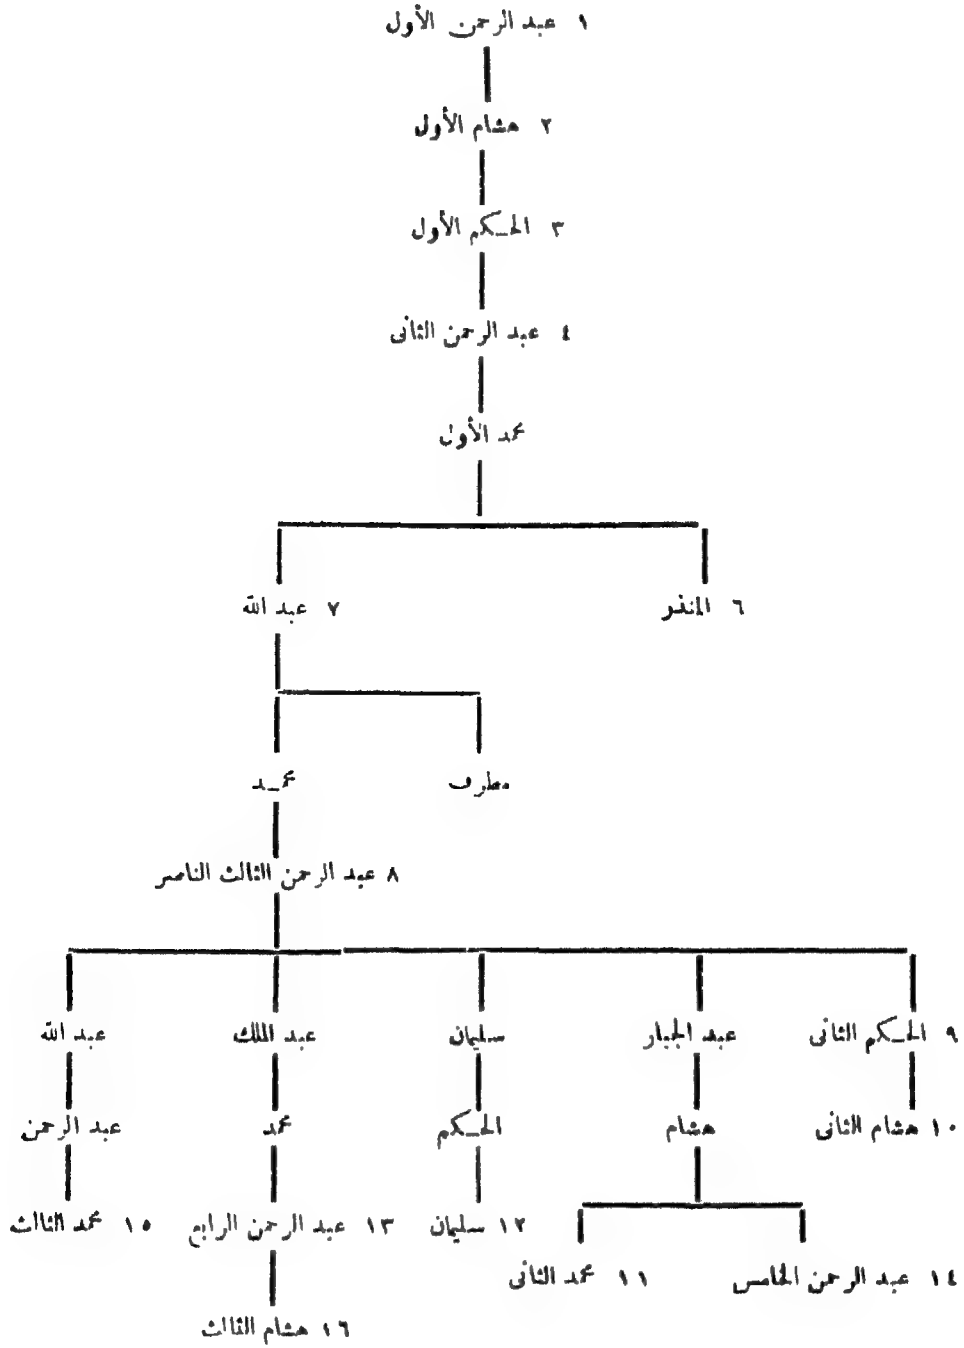 ١ عبد الرحمن الأول
٢ هشام الأول
٣ الحكم الأول
٤ عبد الرحمن الثانى
محمد الأول
٦ المنذر
٧ عبد الله
مطرف
محمد
٨ عبد الرحمن الثالث الناصر
٩ الحكم الثانى
عبد الجبار
سليمان
عبد الملك
عبد الله
١٠ هشام الثانى
هشام
الحكم
محمد
عبد الرحمن
١٢ سليمان
١٣ عبد الرحمن الرابع
١٥ محمد الثالث
١٤ عبد الرحمن الخامس
١١ محمد الثانى
١٦ هشام الثالث